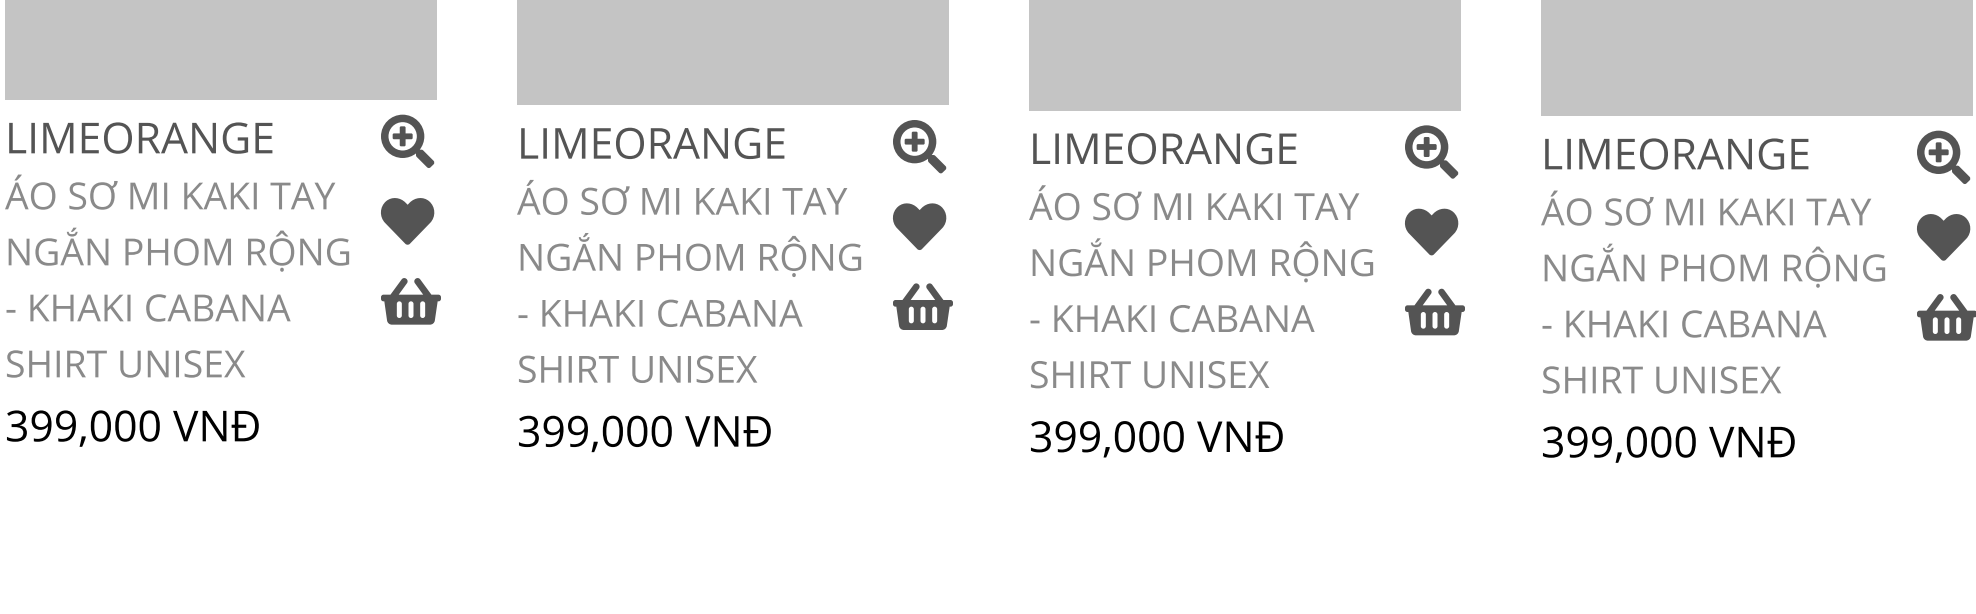 LIMEORANGE
ÁO SƠ MI KAKI TAY
NGẮN PHOM RỘNG
- KHAKI CABANA
SHIRT UNISEX
399,000 VNĐ
LIMEORANGE
ÁO SƠ MI KAKI TAY
NGẮN PHOM RỘNG
- KHAKI CABANA
SHIRT UNISEX
399,000 VNĐ
LIMEORANGE
ÁO SƠ MI KAKI TAY
NGẮN PHOM RỘNG
- KHAKI CABANA
SHIRT UNISEX
399,000 VNĐ
LIMEORANGE
ÁO SƠ MI KAKI TAY
NGẮN PHOM RỘNG
- KHAKI CABANA
SHIRT UNISEX
399,000 VNĐ